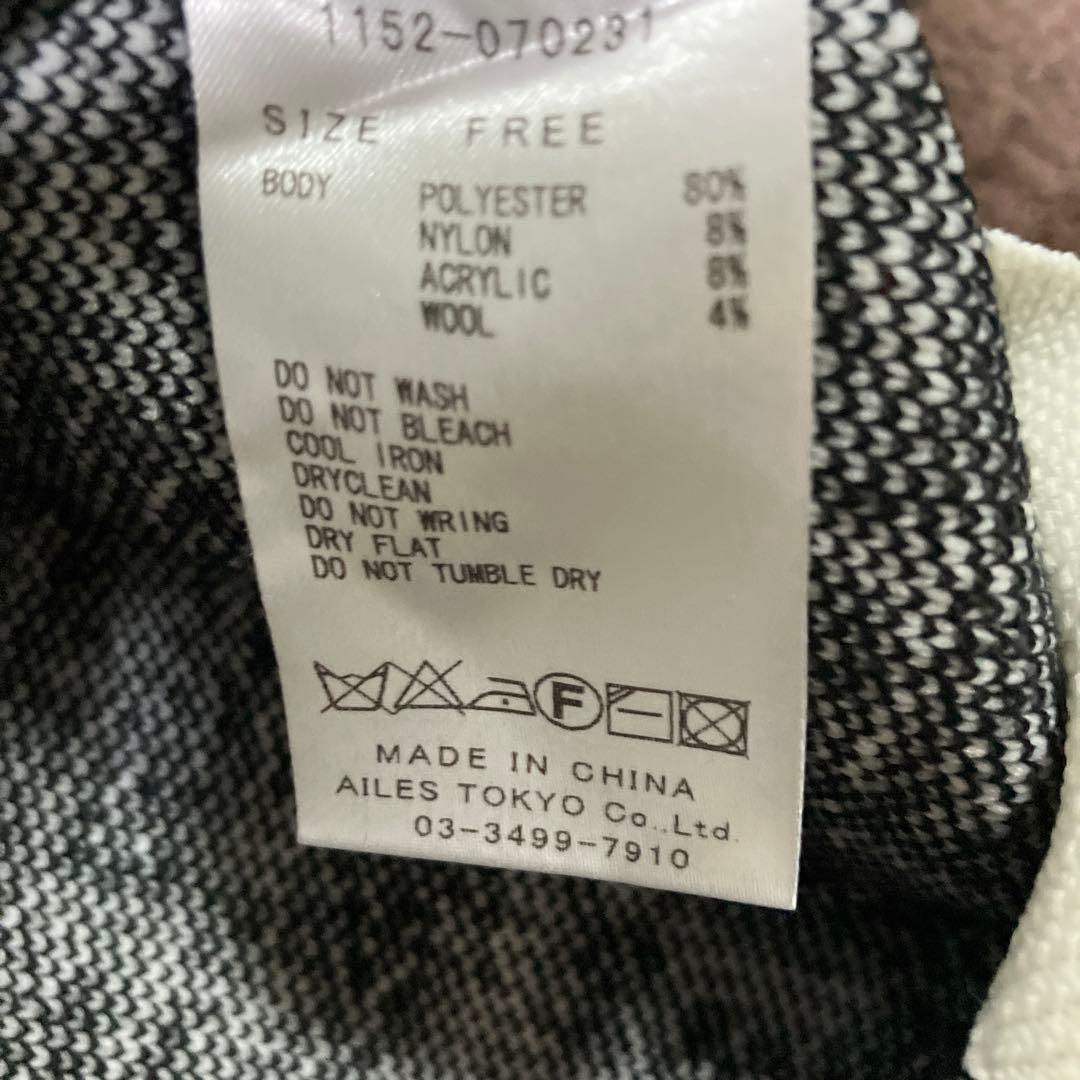 1152-070231
SIZE FREE
BODY POLYESTER 80%
NYLON 8%
ACRYLIC 8%
WOOL 4%
DO NOT WASH
DO NOT BLEACH
COOL IRON
DRYCLEAN
DO NOT WRING
DRY FLAT
DO NOT TUMBLE DRY
F
MADE IN CHINA
AILES TOKYO Co.,Ltd.
03-3499-7910